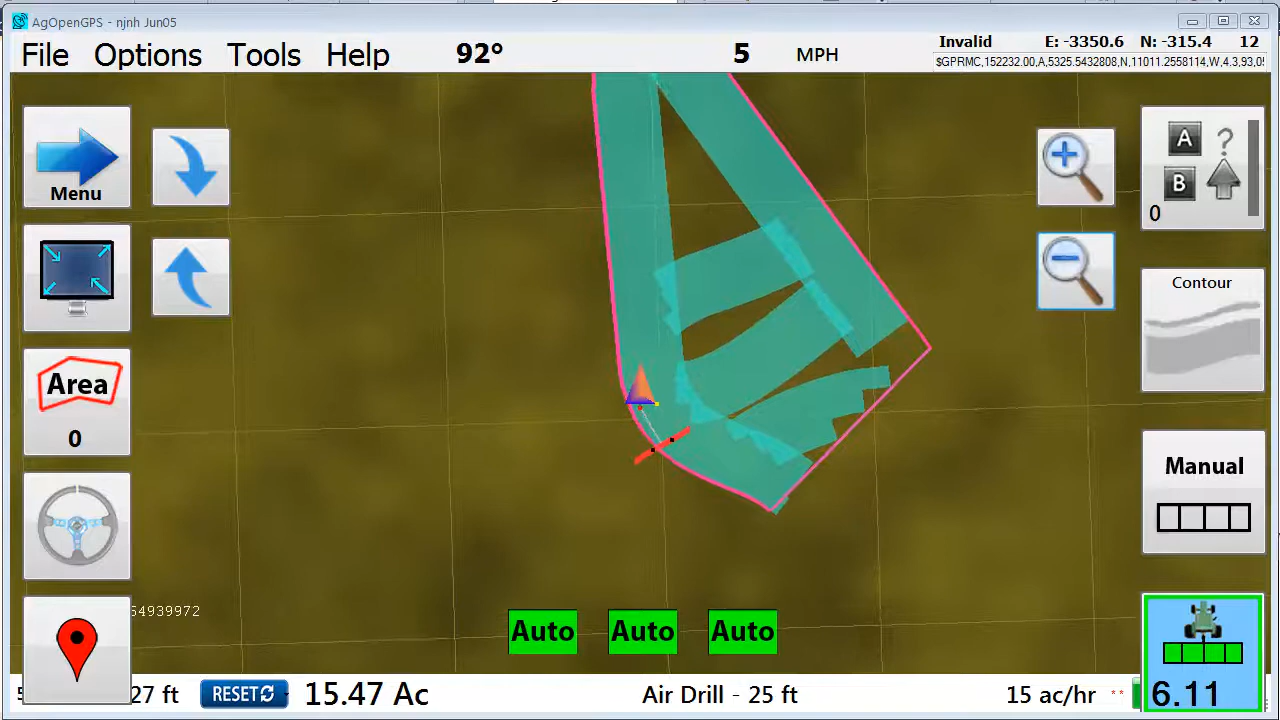 AgOpenGPS - njnh Jun05
File Options Tools Help 92° 5 MPH
Invalid E: -3350.6 N: -315.4 12
$GPRMC,152232.00,A,5325.5432808,N,11011.2558114,W,4.3,93,0
Menu
A ?
B
0
Contour
Area
0
Manual
54939972
Auto Auto Auto
27 ft RESET 15.47 Ac Air Drill - 25 ft 15 ac/hr
6.11